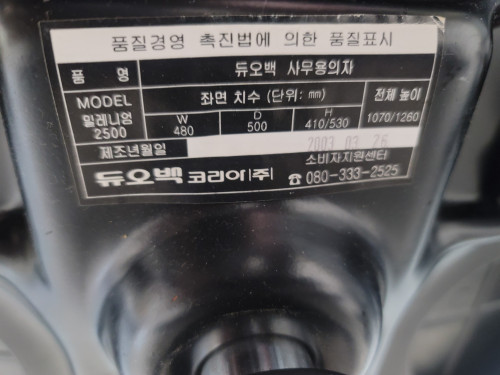 품질경영 촉진법에 의한 품질표시
품 명 듀오백 사무용의자
MODEL 좌면 치수 (단위: ㎜) 전체 높이
밀레니엄 2500 W 480 D 500 H 410/530 1070/1260
제조년월일 2003 03 26
듀오백 코리아(주) 소비자지원센터
☎ 080-333-2525